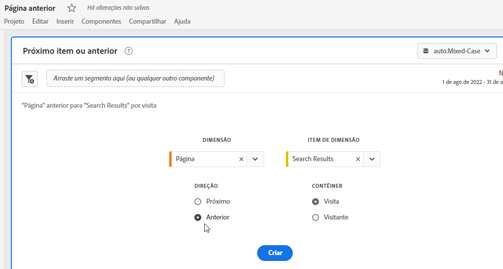 Página anterior Há alterações não salvas
Projeto Editar Inserir Componentes Compartilhar Ajuda
Próximo item ou anterior ? auto.Mixed-Case
Arraste um segmento aqui (ou qualquer outro componente)
1 de ago de 2022 - 31 de a
"Página" anterior para "Search Results" por visita
DIMENSÃO ITEM DE DIMENSÃO
Página Search Results
DIREÇÃO CONTÊINER
Próximo Visita
Anterior Visitante
Criar